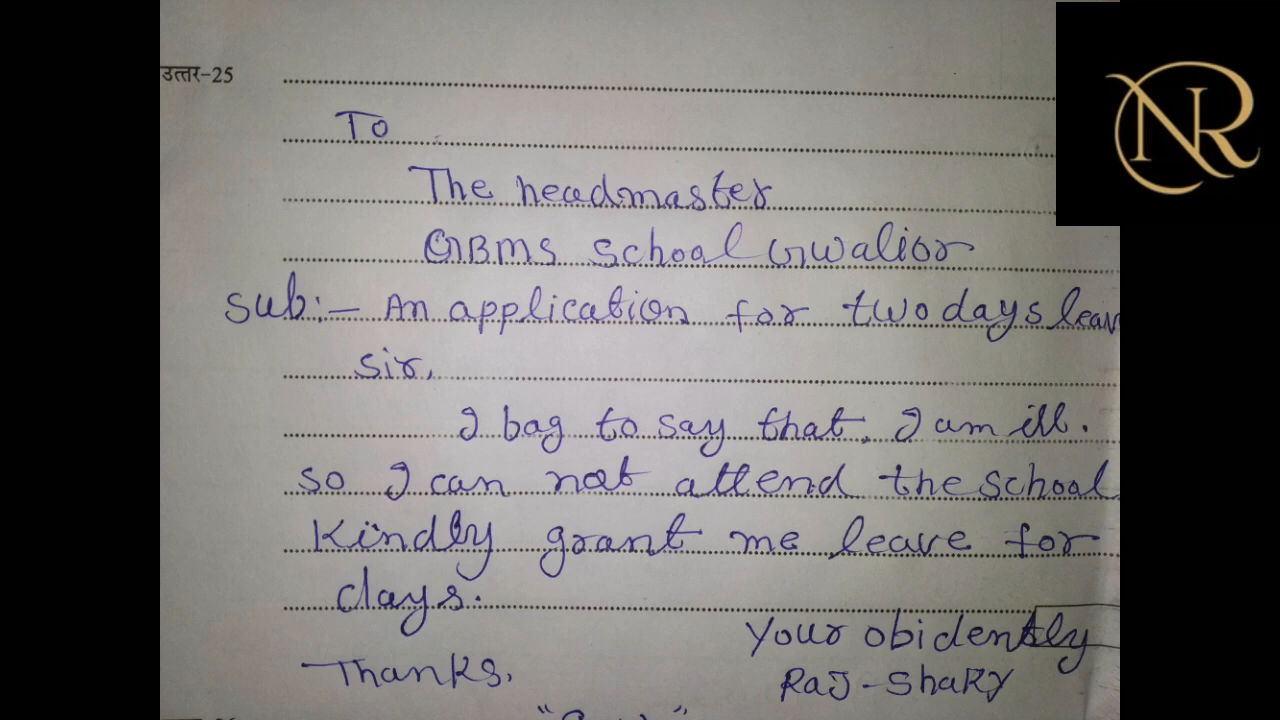 उत्तर-25
NR
To
The headmaster
GBMS School Gwalior
Sub:- An application for two days leav
Sir,
I bag to say that, I am ill.
so I can not attend the school
Kindly grant me leave for
days.
Your obidently
Thanks.
Raj - Shaky